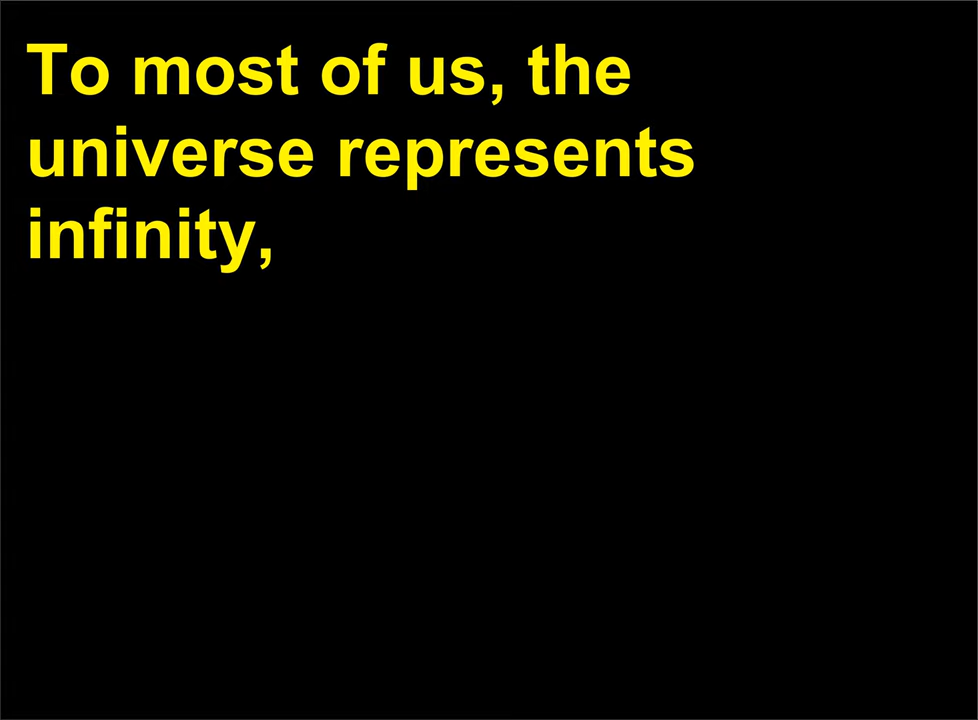 To most of us, the
universe represents
infinity,